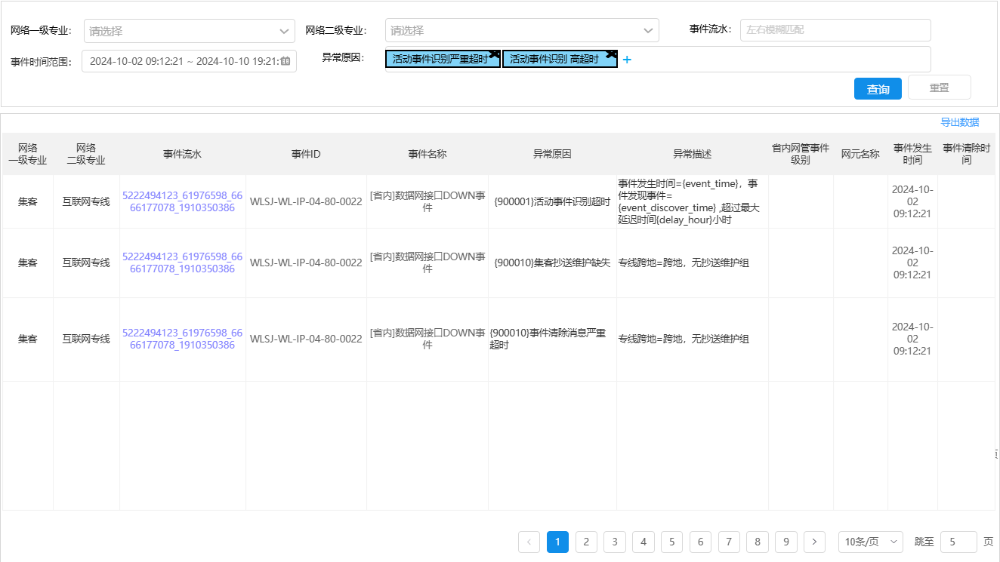 网络一级专业： 请选择 网络二级专业： 请选择 事件流水： 左右模糊匹配
事件时间范围： 2024-10-02 09:12:21 ~ 2024-10-10 19:21: 异常原因： 活动事件识别严重超时 活动事件识别 高超时 +
查询 重置
导出数据
网络 网络 事件流水 事件ID 事件名称 异常原因 异常描述 省内网管事件 网元名称 事件发生 事件清除时
一级专业 二级专业 级别 时间 间
集客 互联网专线 5222494123_61976598_66 WLSJ-WL-IP-04-80-0022 [省内]数据网接口DOWN事 {900001}活动事件识别超时 事件发生时间={event_time}，事 2024-10-
66177078_1910350386 件 件发现事件= 02
{event_discover_time} ,超过最大 09:12:21
延迟时间{delay_hour}小时
集客 互联网专线 5222494123_61976598_66 WLSJ-WL-IP-04-80-0022 [省内]数据网接口DOWN事 {900010}集客抄送维护缺失 专线跨地=跨地，无抄送维护组 2024-10-
66177078_1910350386 件 02
09:12:21
集客 互联网专线 5222494123_61976598_66 WLSJ-WL-IP-04-80-0022 [省内]数据网接口DOWN事 {900010}事件清除消息严重 专线跨地=跨地，无抄送维护组 2024-10-
66177078_1910350386 件 超时 02
09:12:21
1 2 3 4 5 6 7 8 9 10条/页 跳至 5 页